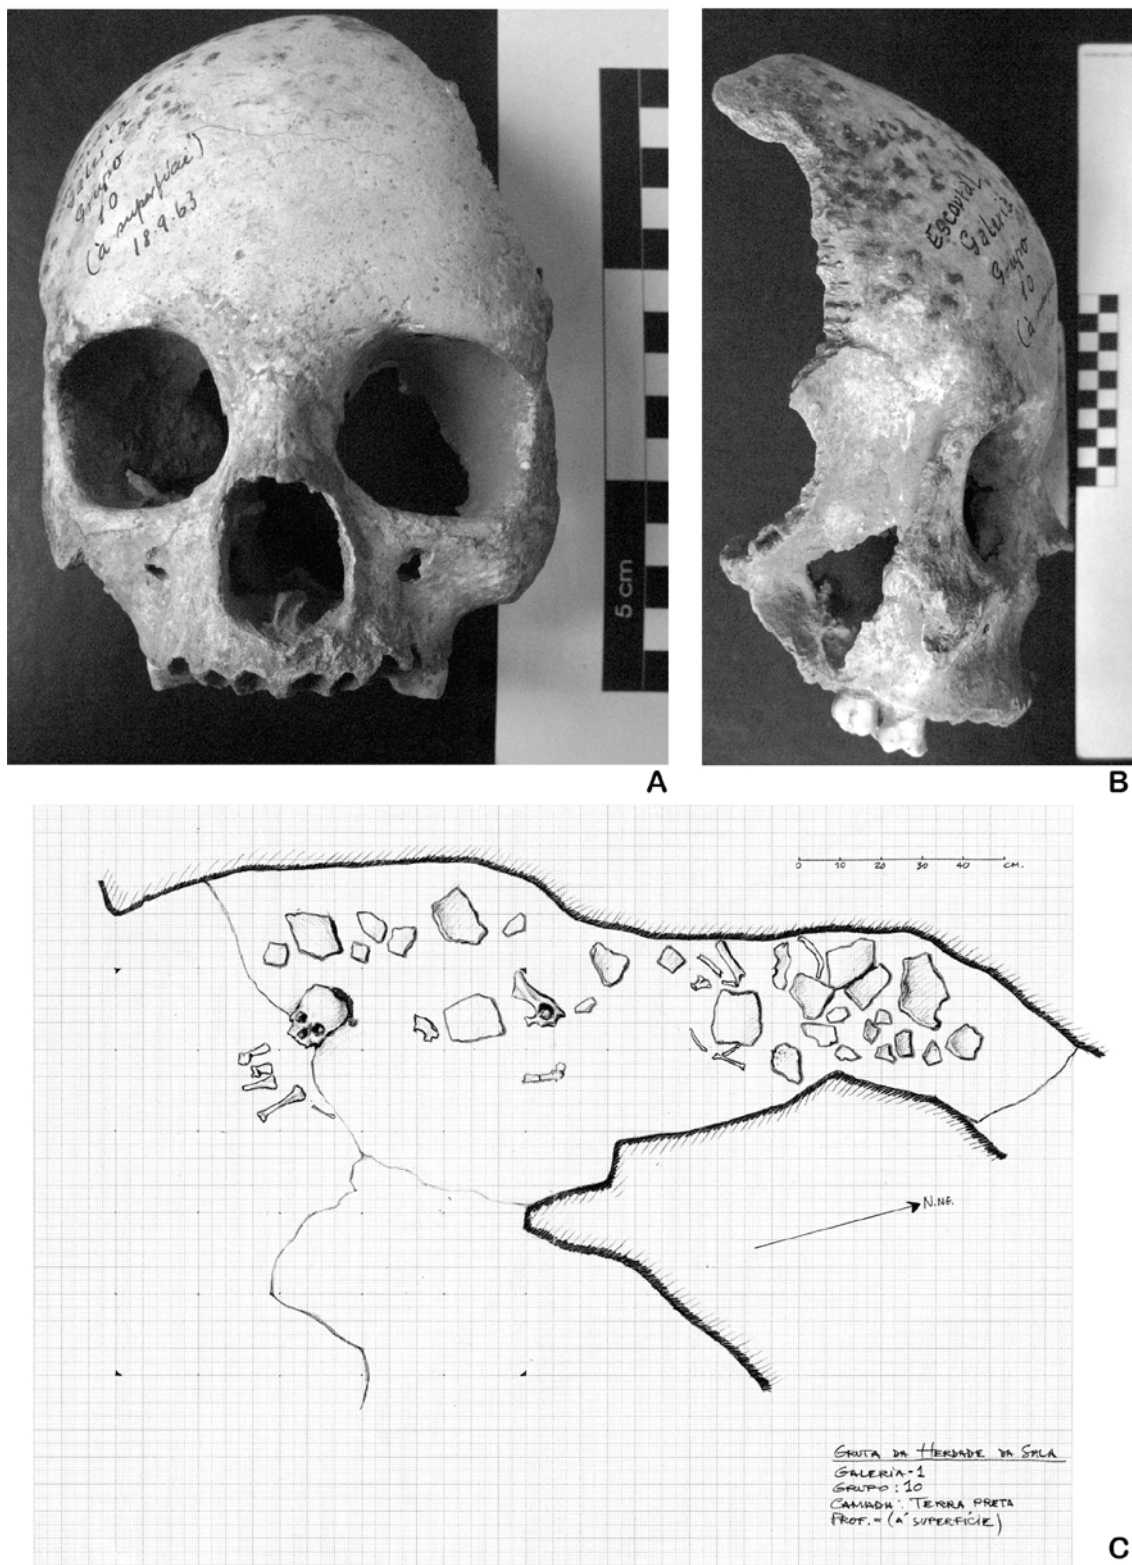 Galeria
Grupo
10
(à superficie)
18.9.63
5 cm
A
Escoural,
Galeria
Grupo
10
(à
B
0 10 20 30 40 CM.
N.NE.
GRUTA DA HERDADE DA SALA
GALERIA-1
GRUPO: 10
CAMADA: TERRA PRETA
PROF. = (A' SUPERFÍCIE)
C